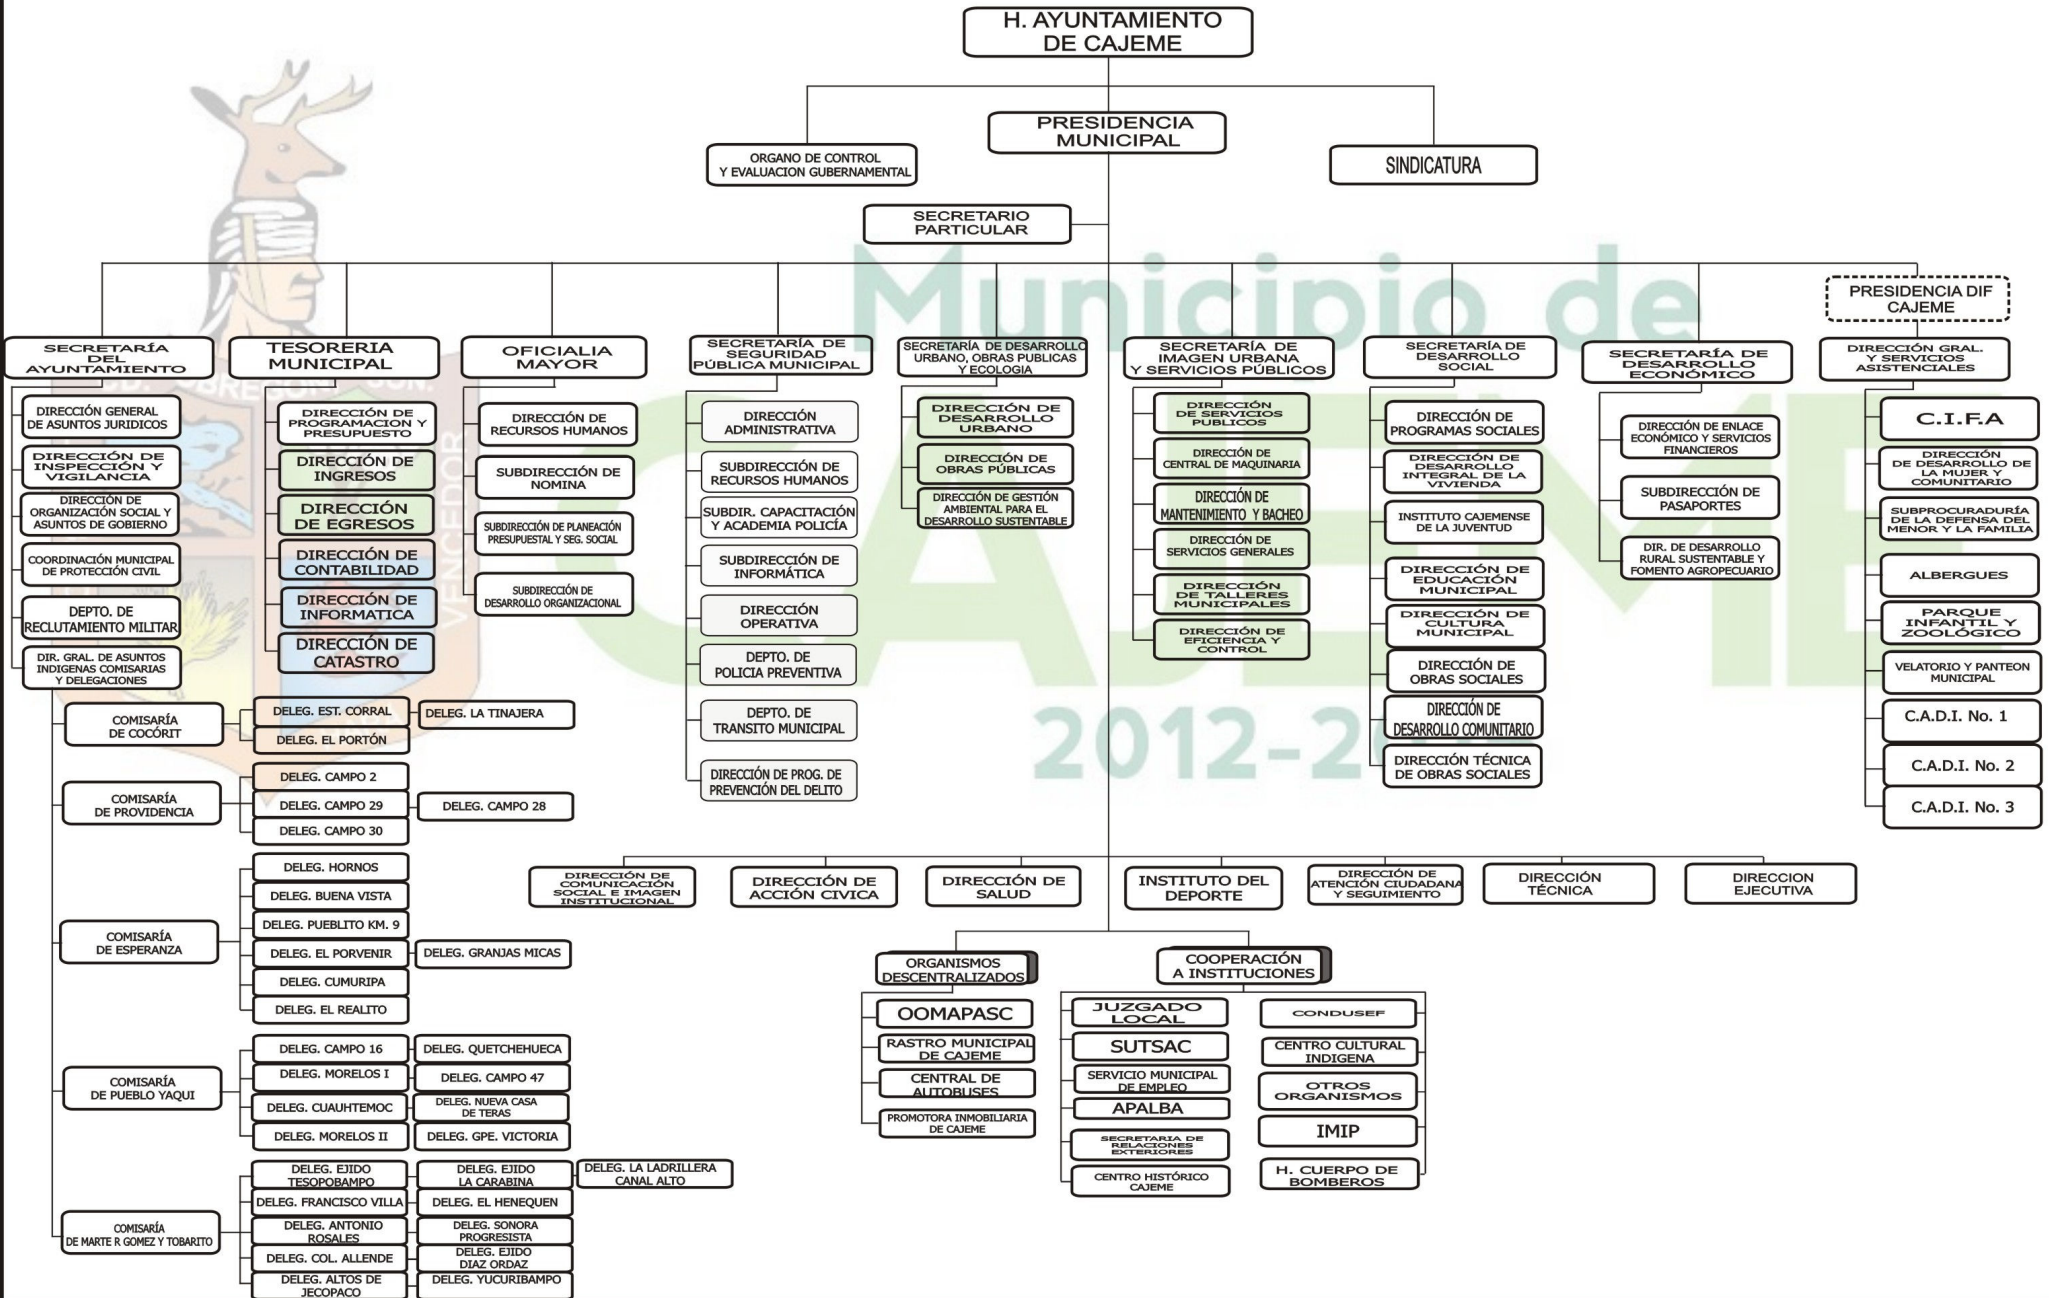 H. AYUNTAMIENTO
DE CAJEME
PRESIDENCIA
MUNICIPAL
ORGANO DE CONTROL
Y EVALUACION GUBERNAMENTAL
SINDICATURA
SECRETARIO
PARTICULAR
Municipio de
CAJEME
2012-2
VENCEDOR
PRESIDENCIA DIF
CAJEME
SECRETARÍA
DEL
AYUNTAMIENTO
DIRECCIÓN GENERAL
DE ASUNTOS JURIDICOS
DIRECCIÓN DE
INSPECCIÓN Y
VIGILANCIA
DIRECCIÓN DE
ORGANIZACIÓN SOCIAL Y
ASUNTOS DE GOBIERNO
COORDINACIÓN MUNICIPAL
DE PROTECCIÓN CIVIL
DEPTO. DE
RECLUTAMIENTO MILITAR
DIR. GRAL. DE ASUNTOS
INDIGENAS COMISARIAS
Y DELEGACIONES
TESORERIA
MUNICIPAL
DIRECCIÓN DE
PROGRAMACION Y
PRESUPUESTO
DIRECCIÓN DE
INGRESOS
DIRECCIÓN
DE EGRESOS
DIRECCIÓN DE
CONTABILIDAD
DIRECCIÓN DE
INFORMATICA
DIRECCIÓN DE
CATASTRO
OFICIALIA
MAYOR
DIRECCIÓN DE
RECURSOS HUMANOS
SUBDIRECCIÓN DE
NOMINA
SUBDIRECCIÓN DE PLANEACIÓN
PRESUPUESTAL Y SEG. SOCIAL
SUBDIRECCIÓN DE
DESARROLLO ORGANIZACIONAL
SECRETARÍA DE
SEGURIDAD
PÚBLICA MUNICIPAL
DIRECCIÓN
ADMINISTRATIVA
SUBDIRECCIÓN DE
RECURSOS HUMANOS
SUBDIR. CAPACITACIÓN
Y ACADEMIA POLICÍA
SUBDIRECCIÓN DE
INFORMÁTICA
DIRECCIÓN
OPERATIVA
DEPTO. DE
POLICIA PREVENTIVA
DEPTO. DE
TRANSITO MUNICIPAL
DIRECCIÓN DE PROG. DE
PREVENCIÓN DEL DELITO
SECRETARÍA DE DESARROLLO
URBANO, OBRAS PUBLICAS
Y ECOLOGIA
DIRECCIÓN DE
DESARROLLO
URBANO
DIRECCIÓN DE
OBRAS PÚBLICAS
DIRECCIÓN DE GESTIÓN
AMBIENTAL PARA EL
DESARROLLO SUSTENTABLE
SECRETARÍA DE
IMAGEN URBANA
Y SERVICIOS PÚBLICOS
DIRECCIÓN
DE SERVICIOS
PUBLICOS
DIRECCIÓN DE
CENTRAL DE MAQUINARIA
DIRECCIÓN DE
MANTENIMIENTO Y BACHEO
DIRECCIÓN DE
SERVICIOS GENERALES
DIRECCIÓN
DE TALLERES
MUNICIPALES
DIRECCIÓN DE
EFICIENCIA Y
CONTROL
SECRETARÍA DE
DESARROLLO
SOCIAL
DIRECCIÓN DE
PROGRAMAS SOCIALES
DIRECCIÓN DE
DESARROLLO
INTEGRAL DE LA
VIVIENDA
INSTITUTO CAJEMENSE
DE LA JUVENTUD
DIRECCIÓN DE
EDUCACIÓN
MUNICIPAL
DIRECCIÓN DE
CULTURA
MUNICIPAL
DIRECCIÓN DE
OBRAS SOCIALES
DIRECCIÓN DE
DESARROLLO COMUNITARIO
DIRECCIÓN TÉCNICA
DE OBRAS SOCIALES
SECRETARÍA DE
DESARROLLO
ECONÓMICO
DIRECCIÓN DE ENLACE
ECONÓMICO Y SERVICIOS
FINANCIEROS
SUBDIRECCIÓN DE
PASAPORTES
DIR. DE DESARROLLO
RURAL SUSTENTABLE Y
FOMENTO AGROPECUARIO
DIRECCIÓN GRAL.
Y SERVICIOS
ASISTENCIALES
C.I.F.A
DIRECCIÓN
DE DESARROLLO DE
LA MUJER Y
COMUNITARIO
SUBPROCURADURÍA
DE LA DEFENSA DEL
MENOR Y LA FAMILIA
ALBERGUES
PARQUE
INFANTIL Y
ZOOLÓGICO
VELATORIO Y PANTEON
MUNICIPAL
C.A.D.I. No. 1
C.A.D.I. No. 2
C.A.D.I. No. 3
COMISARÍA
DE COCÓRIT
DELEG. EST. CORRAL
DELEG. LA TINAJERA
DELEG. EL PORTÓN
COMISARÍA
DE PROVIDENCIA
DELEG. CAMPO 2
DELEG. CAMPO 29
DELEG. CAMPO 28
DELEG. CAMPO 30
COMISARÍA
DE ESPERANZA
DELEG. HORNOS
DELEG. BUENA VISTA
DELEG. PUEBLITO KM. 9
DELEG. EL PORVENIR
DELEG. GRANJAS MICAS
DELEG. CUMURIPA
DELEG. EL REALITO
COMISARÍA
DE PUEBLO YAQUI
DELEG. CAMPO 16
DELEG. QUETCHEHUECA
DELEG. MORELOS I
DELEG. CAMPO 47
DELEG. CUAUHTEMOC
DELEG. NUEVA CASA
DE TERAS
DELEG. MORELOS II
DELEG. GPE. VICTORIA
COMISARÍA
DE MARTE R GOMEZ Y TOBARITO
DELEG. EJIDO
TESOPOBAMPO
DELEG. EJIDO
LA CARABINA
DELEG. LA LADRILLERA
CANAL ALTO
DELEG. FRANCISCO VILLA
DELEG. EL HENEQUEN
DELEG. ANTONIO
ROSALES
DELEG. SONORA
PROGRESISTA
DELEG. COL. ALLENDE
DELEG. EJIDO
DIAZ ORDAZ
DELEG. ALTOS DE
JECOPACO
DELEG. YUCURIBAMPO
DIRECCIÓN DE
COMUNICACIÓN
SOCIAL E IMAGEN
INSTITUCIONAL
DIRECCIÓN DE
ACCIÓN CIVICA
DIRECCIÓN DE
SALUD
INSTITUTO DEL
DEPORTE
DIRECCIÓN DE
ATENCIÓN CIUDADANA
Y SEGUIMIENTO
DIRECCIÓN
TÉCNICA
DIRECCION
EJECUTIVA
ORGANISMOS
DESCENTRALIZADOS
OOMAPASC
RASTRO MUNICIPAL
DE CAJEME
CENTRAL DE
AUTOBUSES
PROMOTORA INMOBILIARIA
DE CAJEME
COOPERACIÓN
A INSTITUCIONES
JUZGADO
LOCAL
SUTSAC
SERVICIO MUNICIPAL
DE EMPLEO
APALBA
SECRETARIA DE
RELACIONES
EXTERIORES
CENTRO HISTÓRICO
CAJEME
CONDUSEF
CENTRO CULTURAL
INDIGENA
OTROS
ORGANISMOS
IMIP
H. CUERPO DE
BOMBEROS